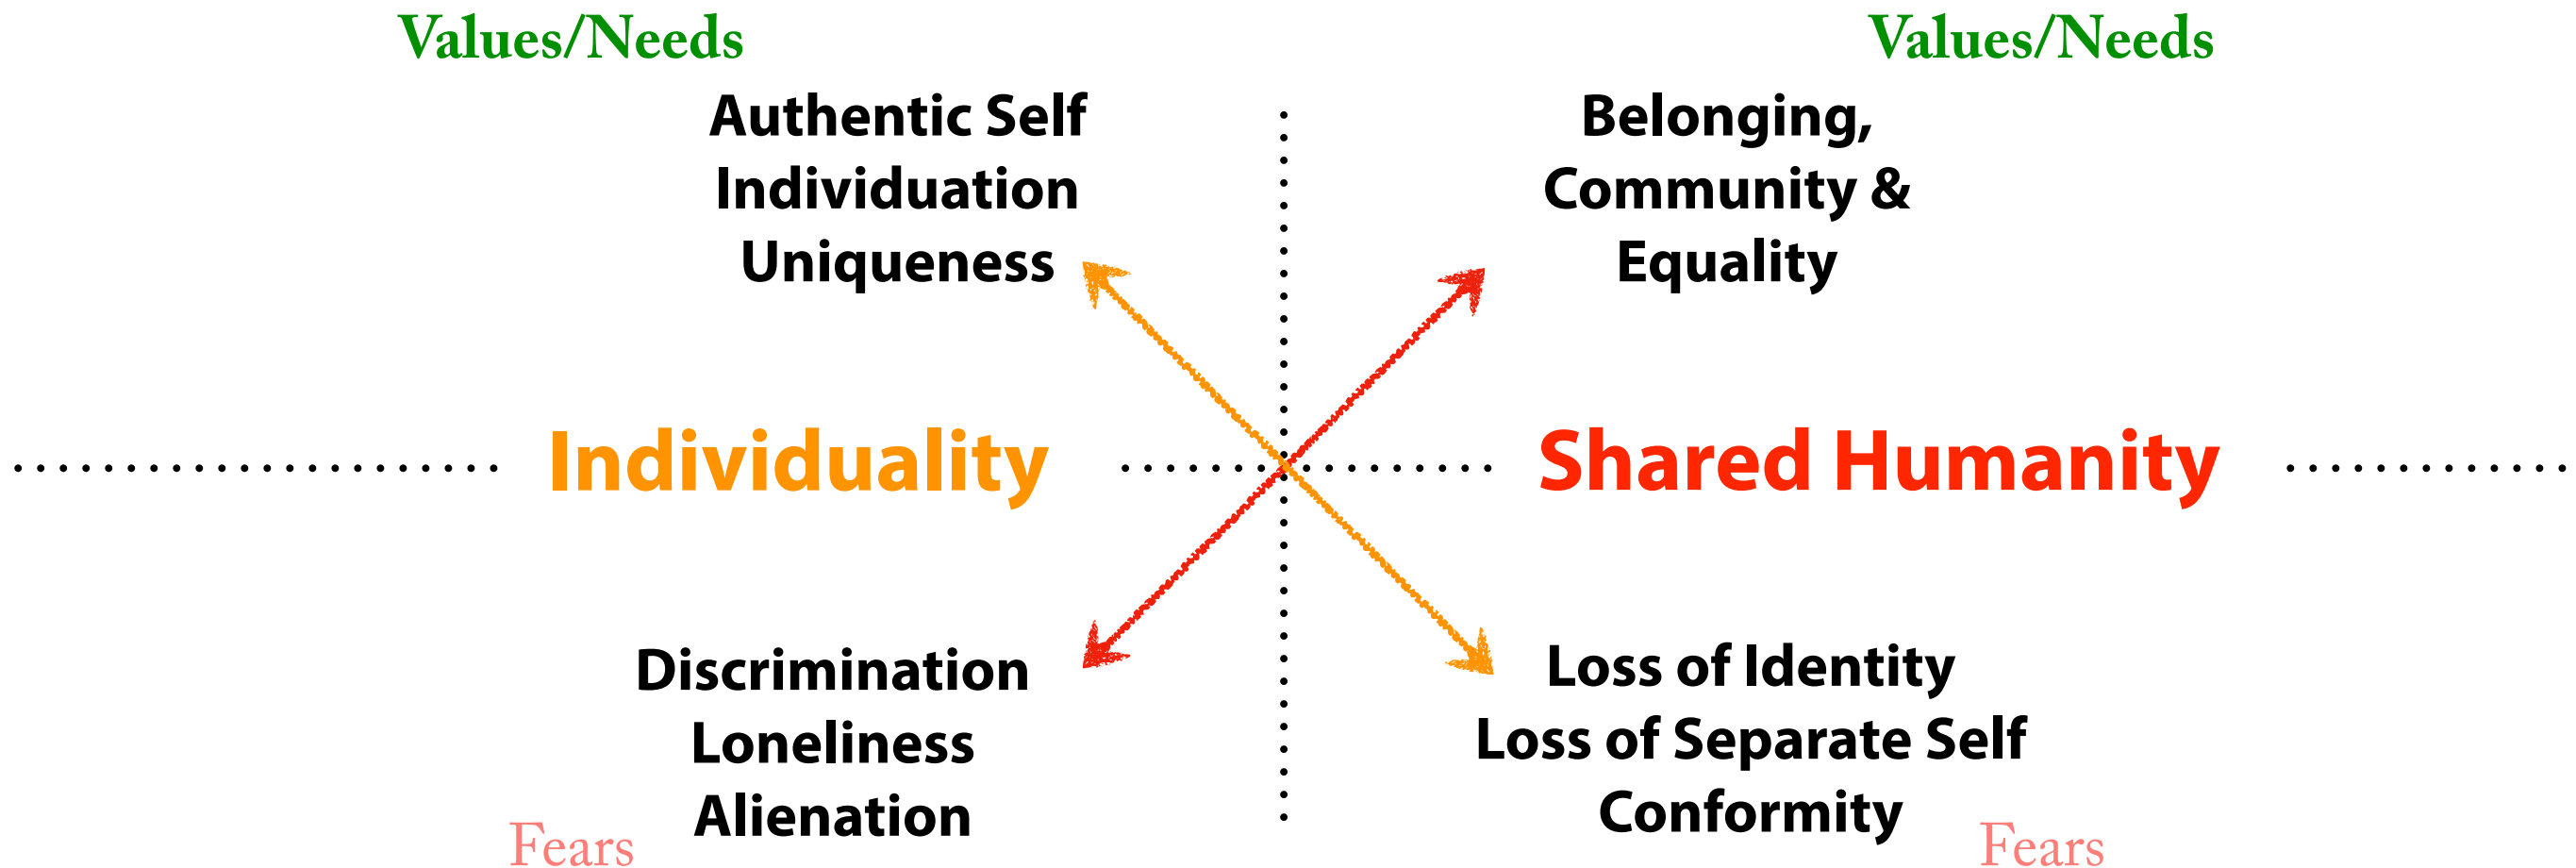 Values/Needs
Values/Needs
Authentic Self
Individuation
Uniqueness
Belonging,
Community &
Equality
Individuality
Shared Humanity
Discrimination
Loneliness
Alienation
Loss of Identity
Loss of Separate Self
Conformity
Fears
Fears